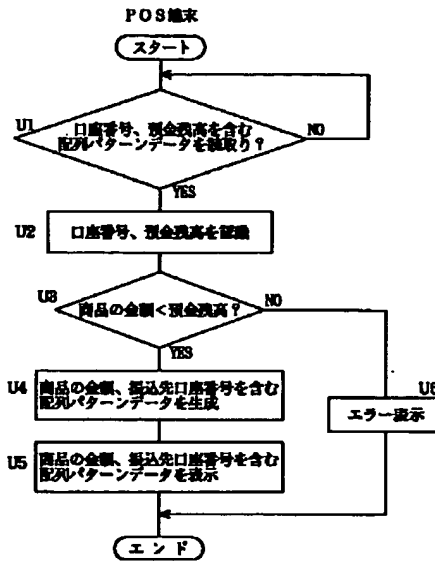 POS端末
スタート
U1
口座番号、預金残高を含む
配列パターンデータを読取り?
NO
YES
U2
口座番号、預金残高を認識
U3
商品の金額<預金残高?
NO
YES
U4
商品の金額、振込先口座番号を含む
配列パターンデータを生成
U6
エラー表示
U5
商品の金額、振込先口座番号を含む
配列パターンデータを表示
エンド